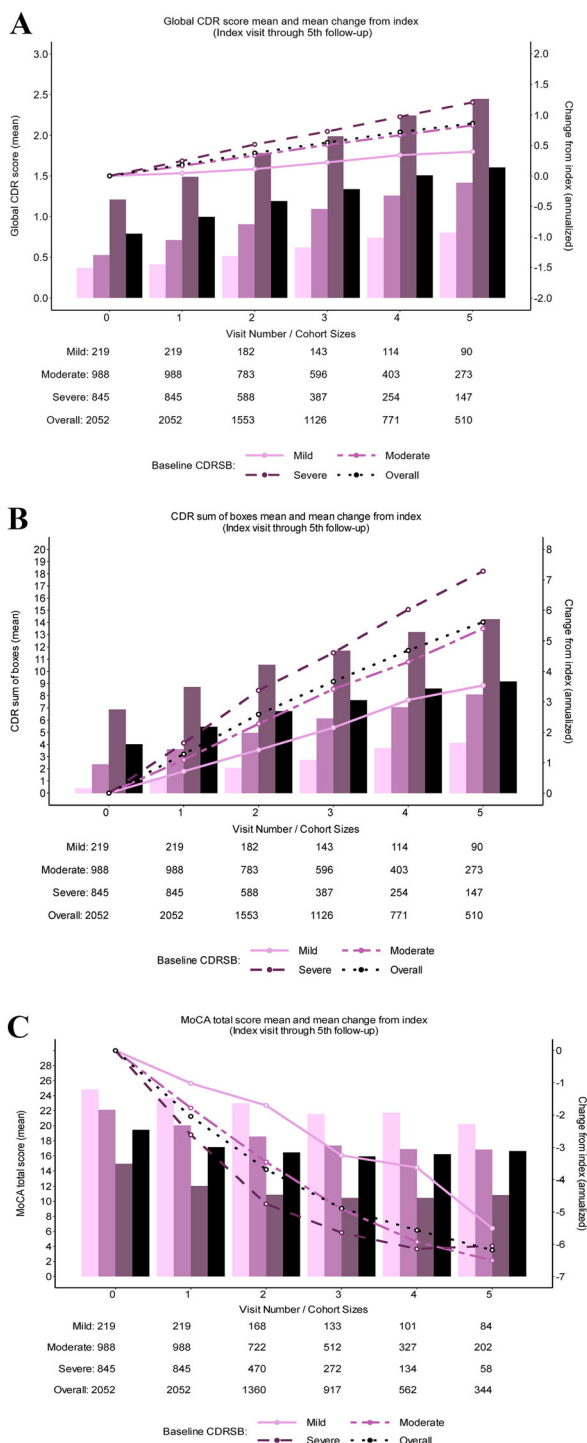 A
Global CDR score mean and mean change from index
(Index visit through 5th follow-up)
3.0
2.5
2.0
1.5
1.0
0.5
0.0
Global CDR score (mean)
2.0
1.5
1.0
0.5
0.0
-0.5
-1.0
-1.5
-2.0
Change from index (annualized)
0 1 2 3 4 5
Visit Number / Cohort Sizes
Mild: 219 219 182 143 114 90
Moderate: 988 988 783 596 403 273
Severe: 845 845 588 387 254 147
Overall: 2052 2052 1553 1126 771 510
Baseline CDRSB: Mild Moderate
Severe Overall
B
CDR sum of boxes mean and mean change from index
(Index visit through 5th follow-up)
20
19
18
17
16
15
14
13
12
11
10
9
8
7
6
5
4
3
2
1
0
CDR sum of boxes (mean)
8
7
6
5
4
3
2
1
0
Change from index (annualized)
0 1 2 3 4 5
Visit Number / Cohort Sizes
Mild: 219 219 182 143 114 90
Moderate: 988 988 783 596 403 273
Severe: 845 845 588 387 254 147
Overall: 2052 2052 1553 1126 771 510
Baseline CDRSB: Mild Moderate
Severe Overall
C
MoCA total score mean and mean change from index
(Index visit through 5th follow-up)
28
26
24
22
20
18
16
14
12
10
8
6
4
2
0
MoCA total score (mean)
0
-1
-2
-3
-4
-5
-6
-7
Change from index (annualized)
0 1 2 3 4 5
Visit Number / Cohort Sizes
Mild: 219 219 168 133 101 84
Moderate: 988 988 722 512 327 202
Severe: 845 845 470 272 134 58
Overall: 2052 2052 1360 917 562 344
Baseline CDRSB: Mild Moderate
Severe Overall